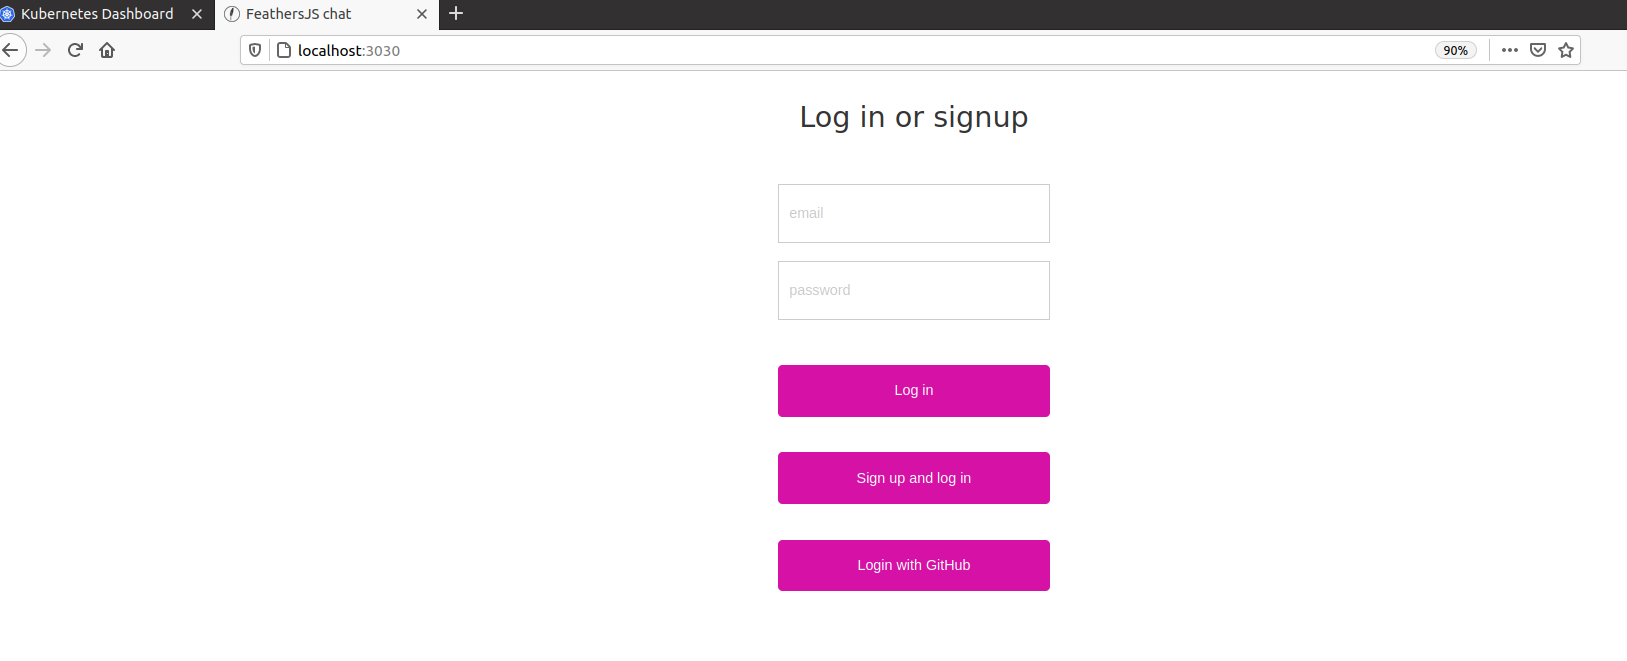 Kubernetes Dashboard
FeathersJS chat
localhost:3030
90%
Log in or signup
email
password
Log in
Sign up and log in
Login with GitHub